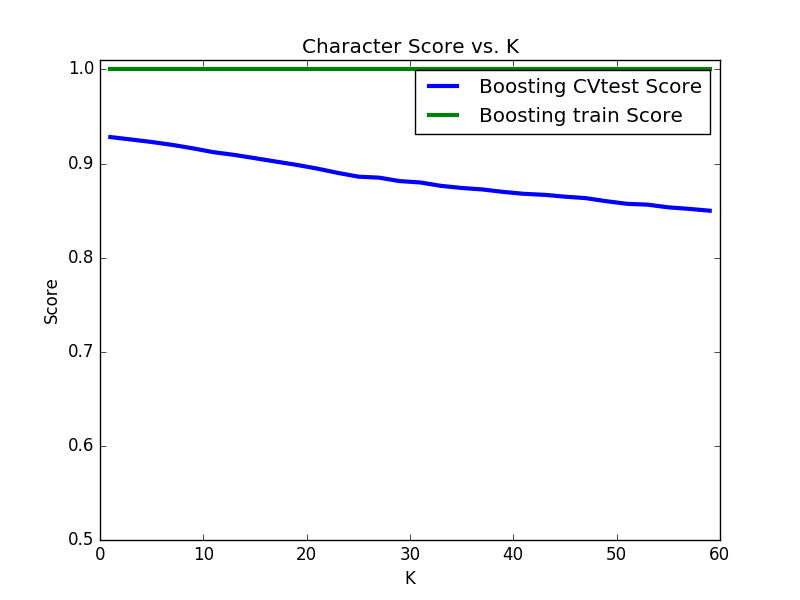 Character Score vs. K
1.0
0.9
0.8
0.7
0.6
0.5
Score
Boosting CVtest Score
Boosting train Score
0 10 20 30 40 50 60
K